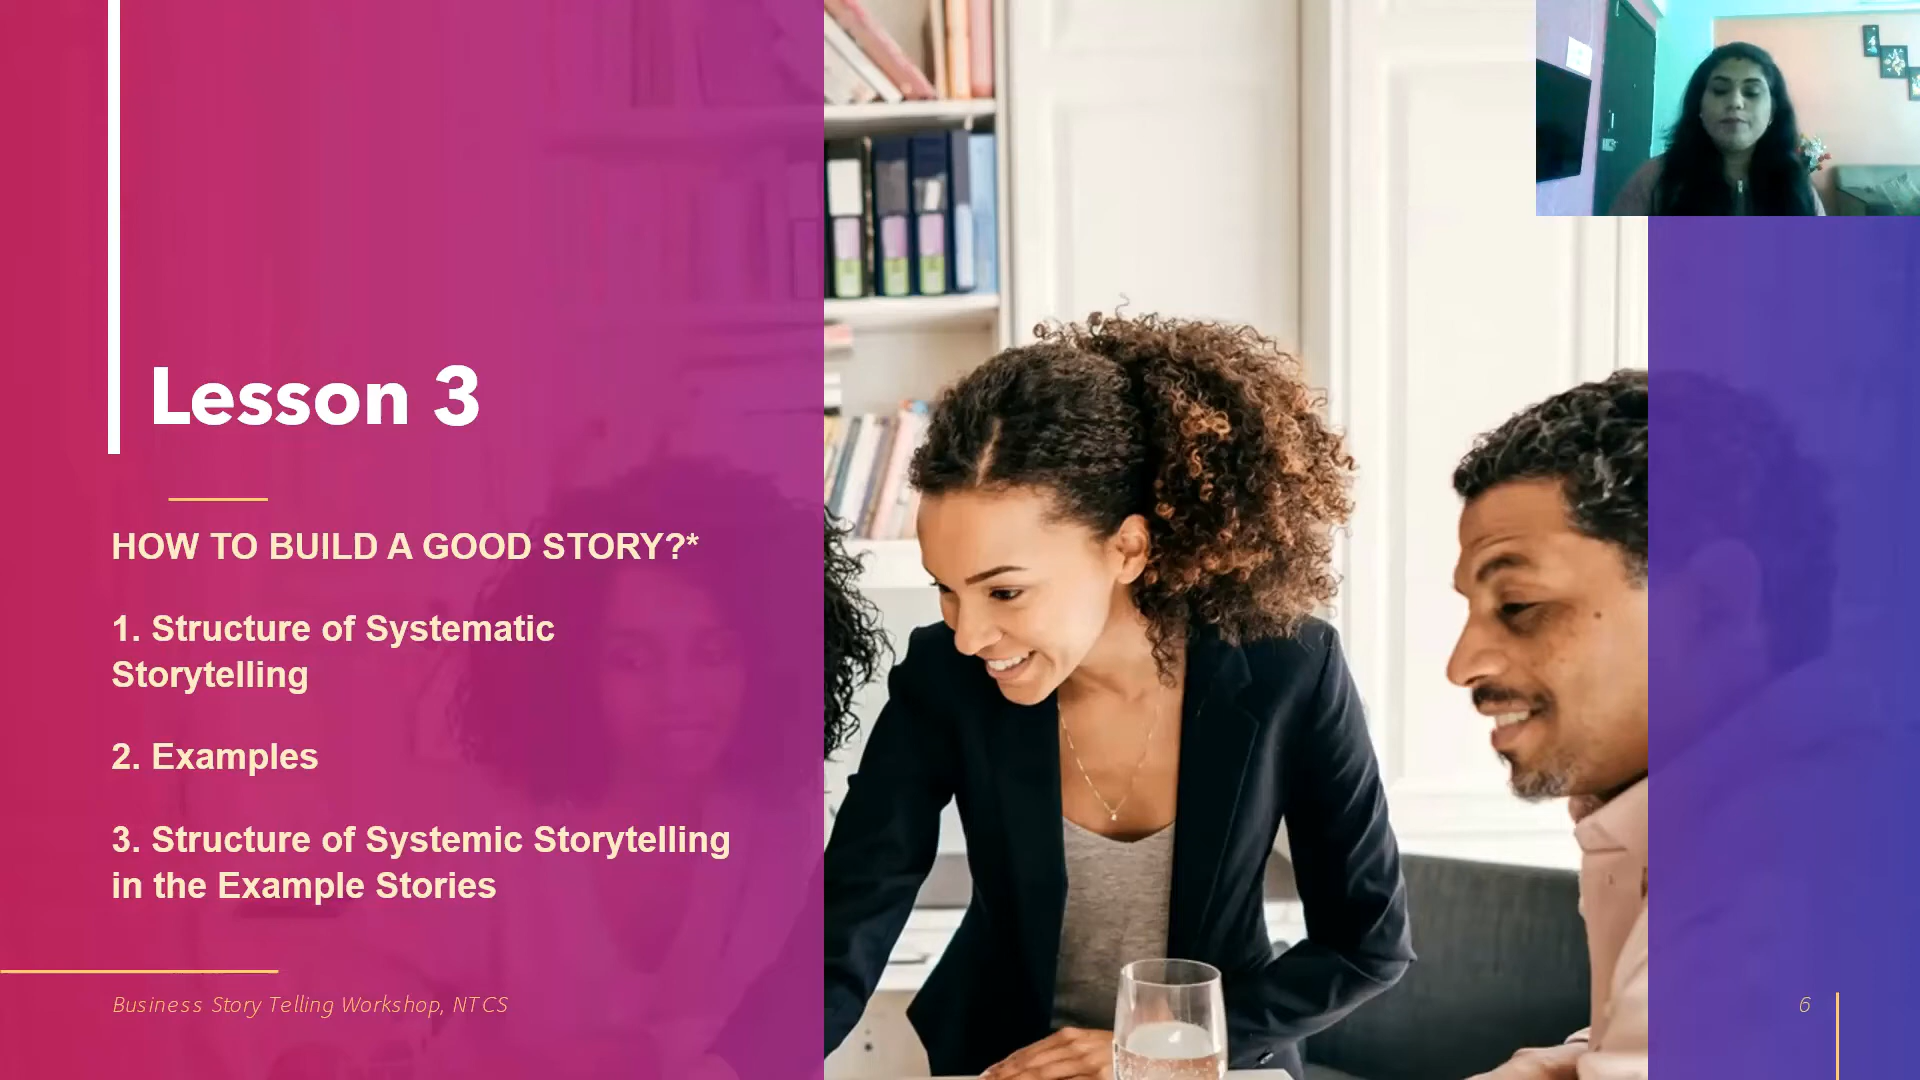 Lesson 3
HOW TO BUILD A GOOD STORY?*
1. Structure of Systematic
Storytelling
2. Examples
3. Structure of Systemic Storytelling
in the Example Stories
Business Story Telling Workshop, NTCS
6